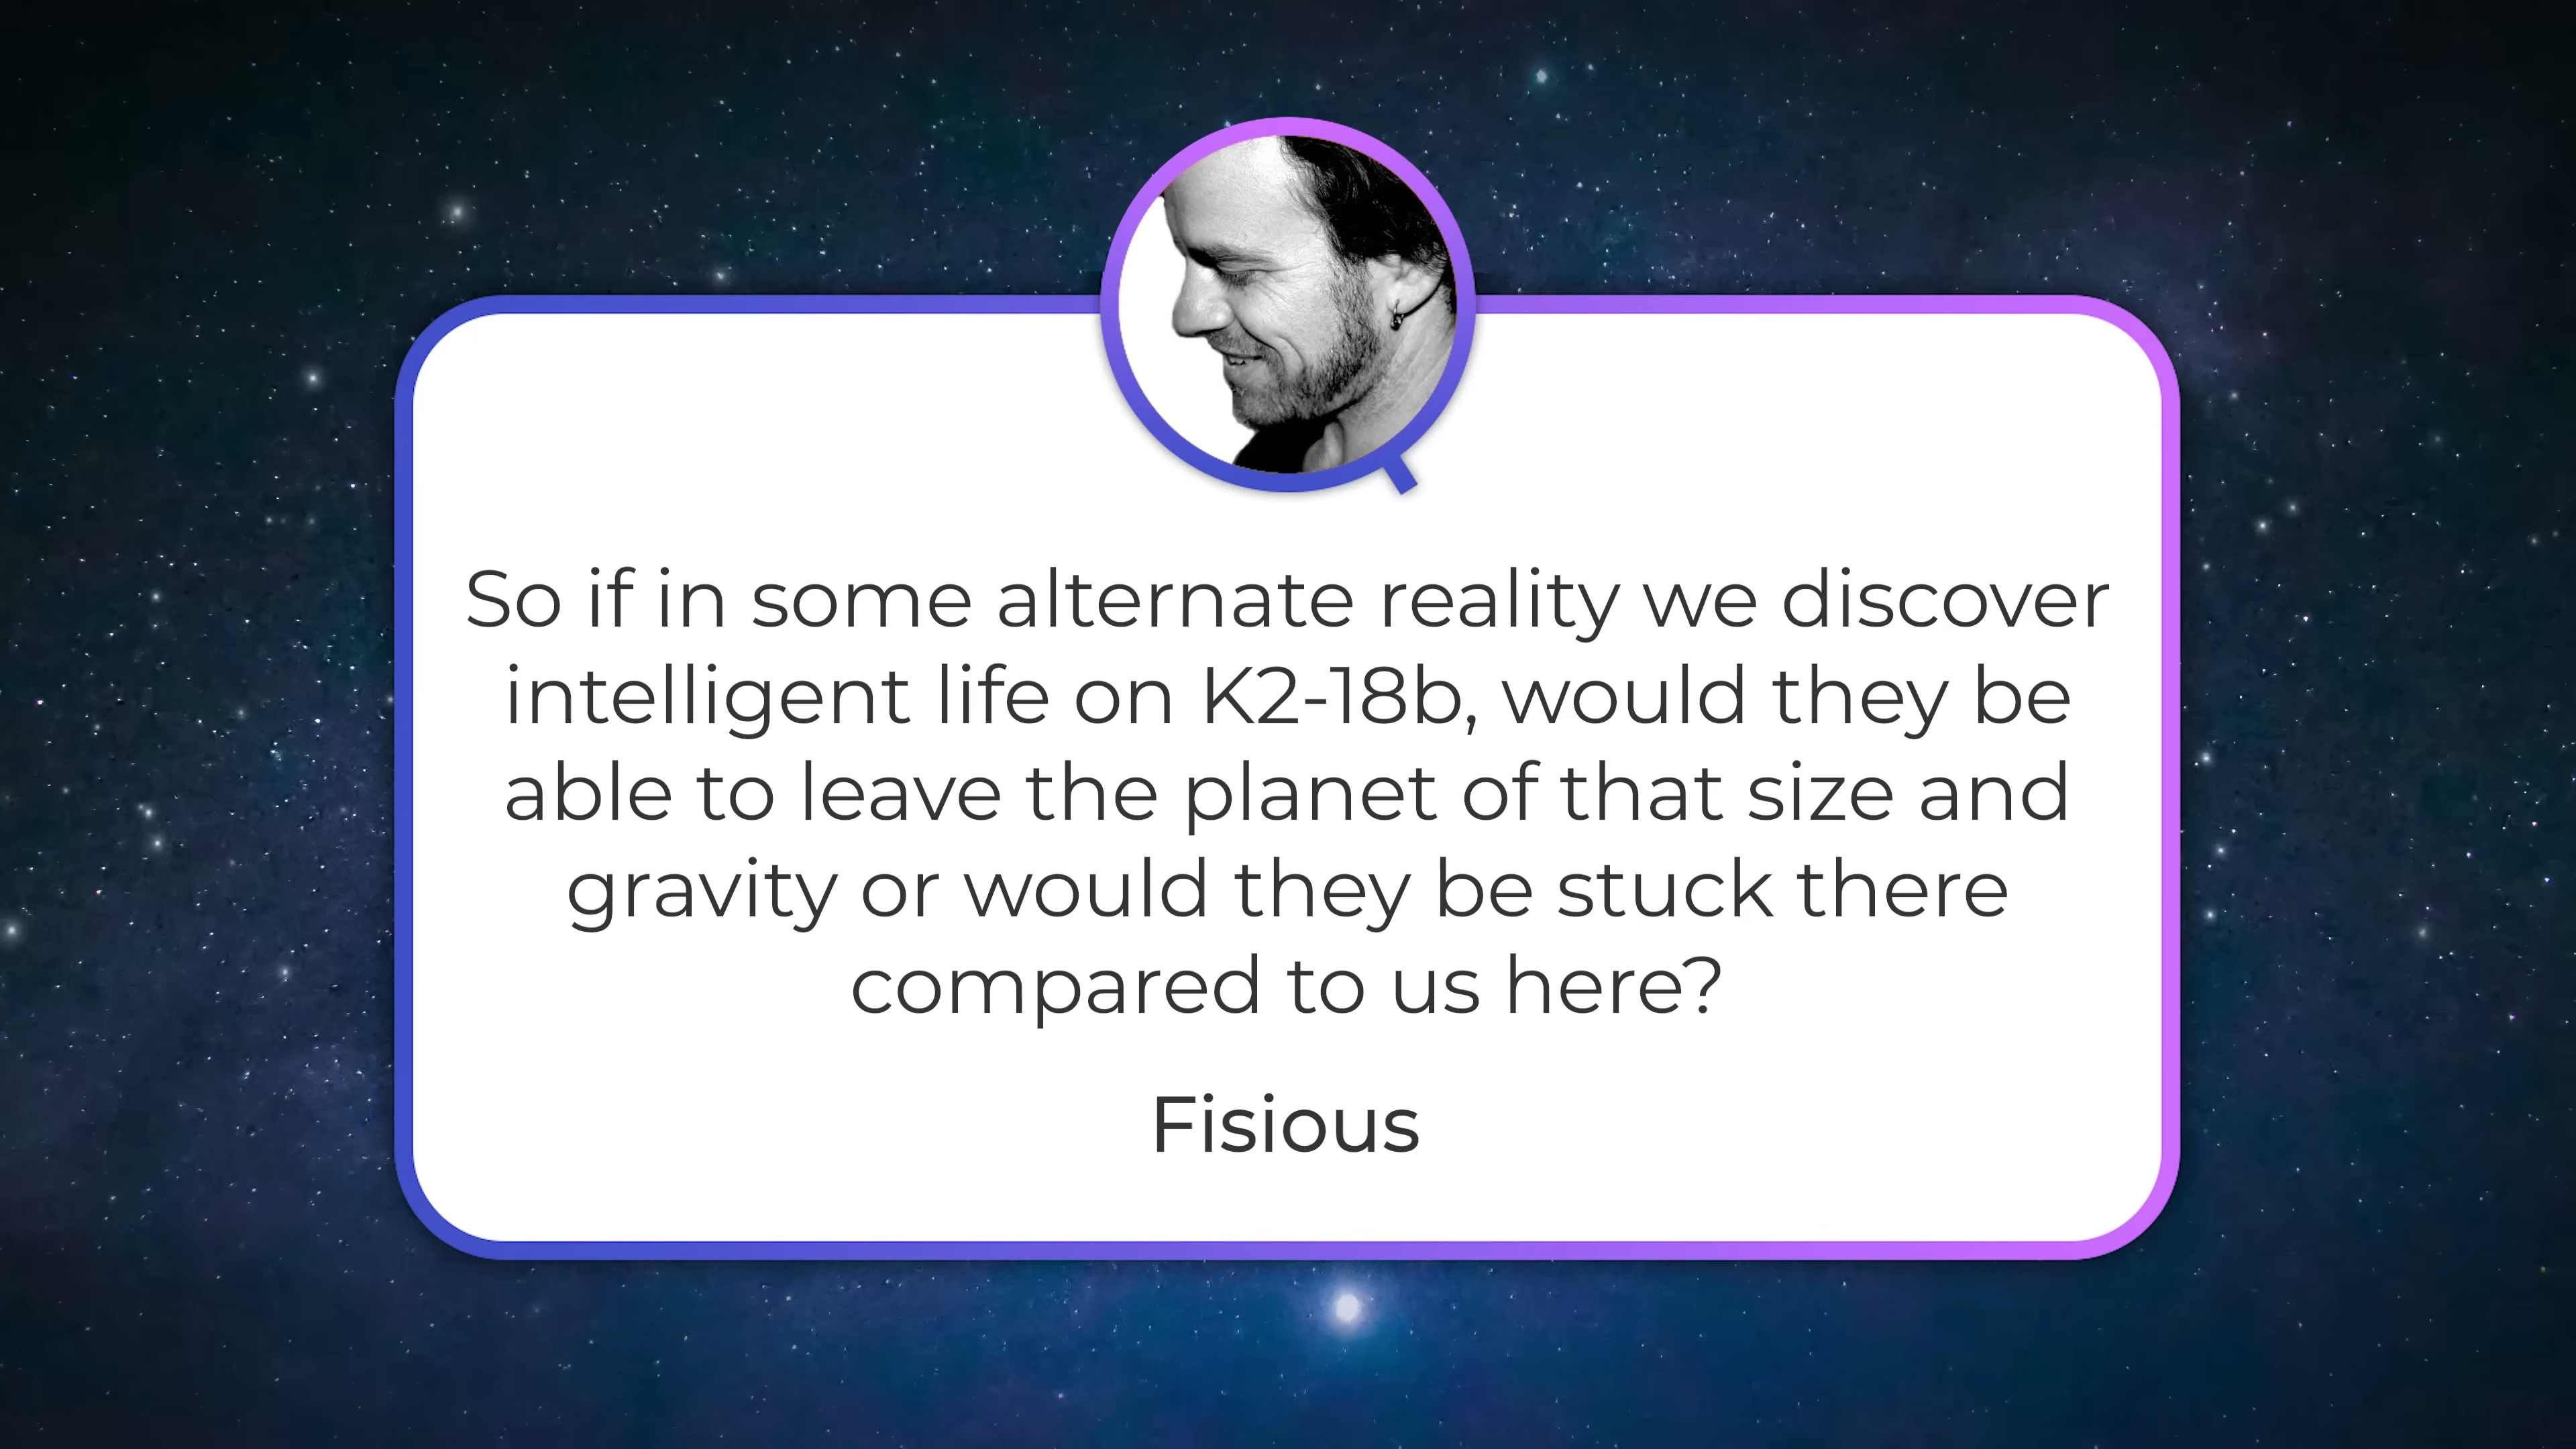 So if in some alternate reality we discover
intelligent life on K2-18b, would they be
able to leave the planet of that size and
gravity or would they be stuck there
compared to us here?
Fisious